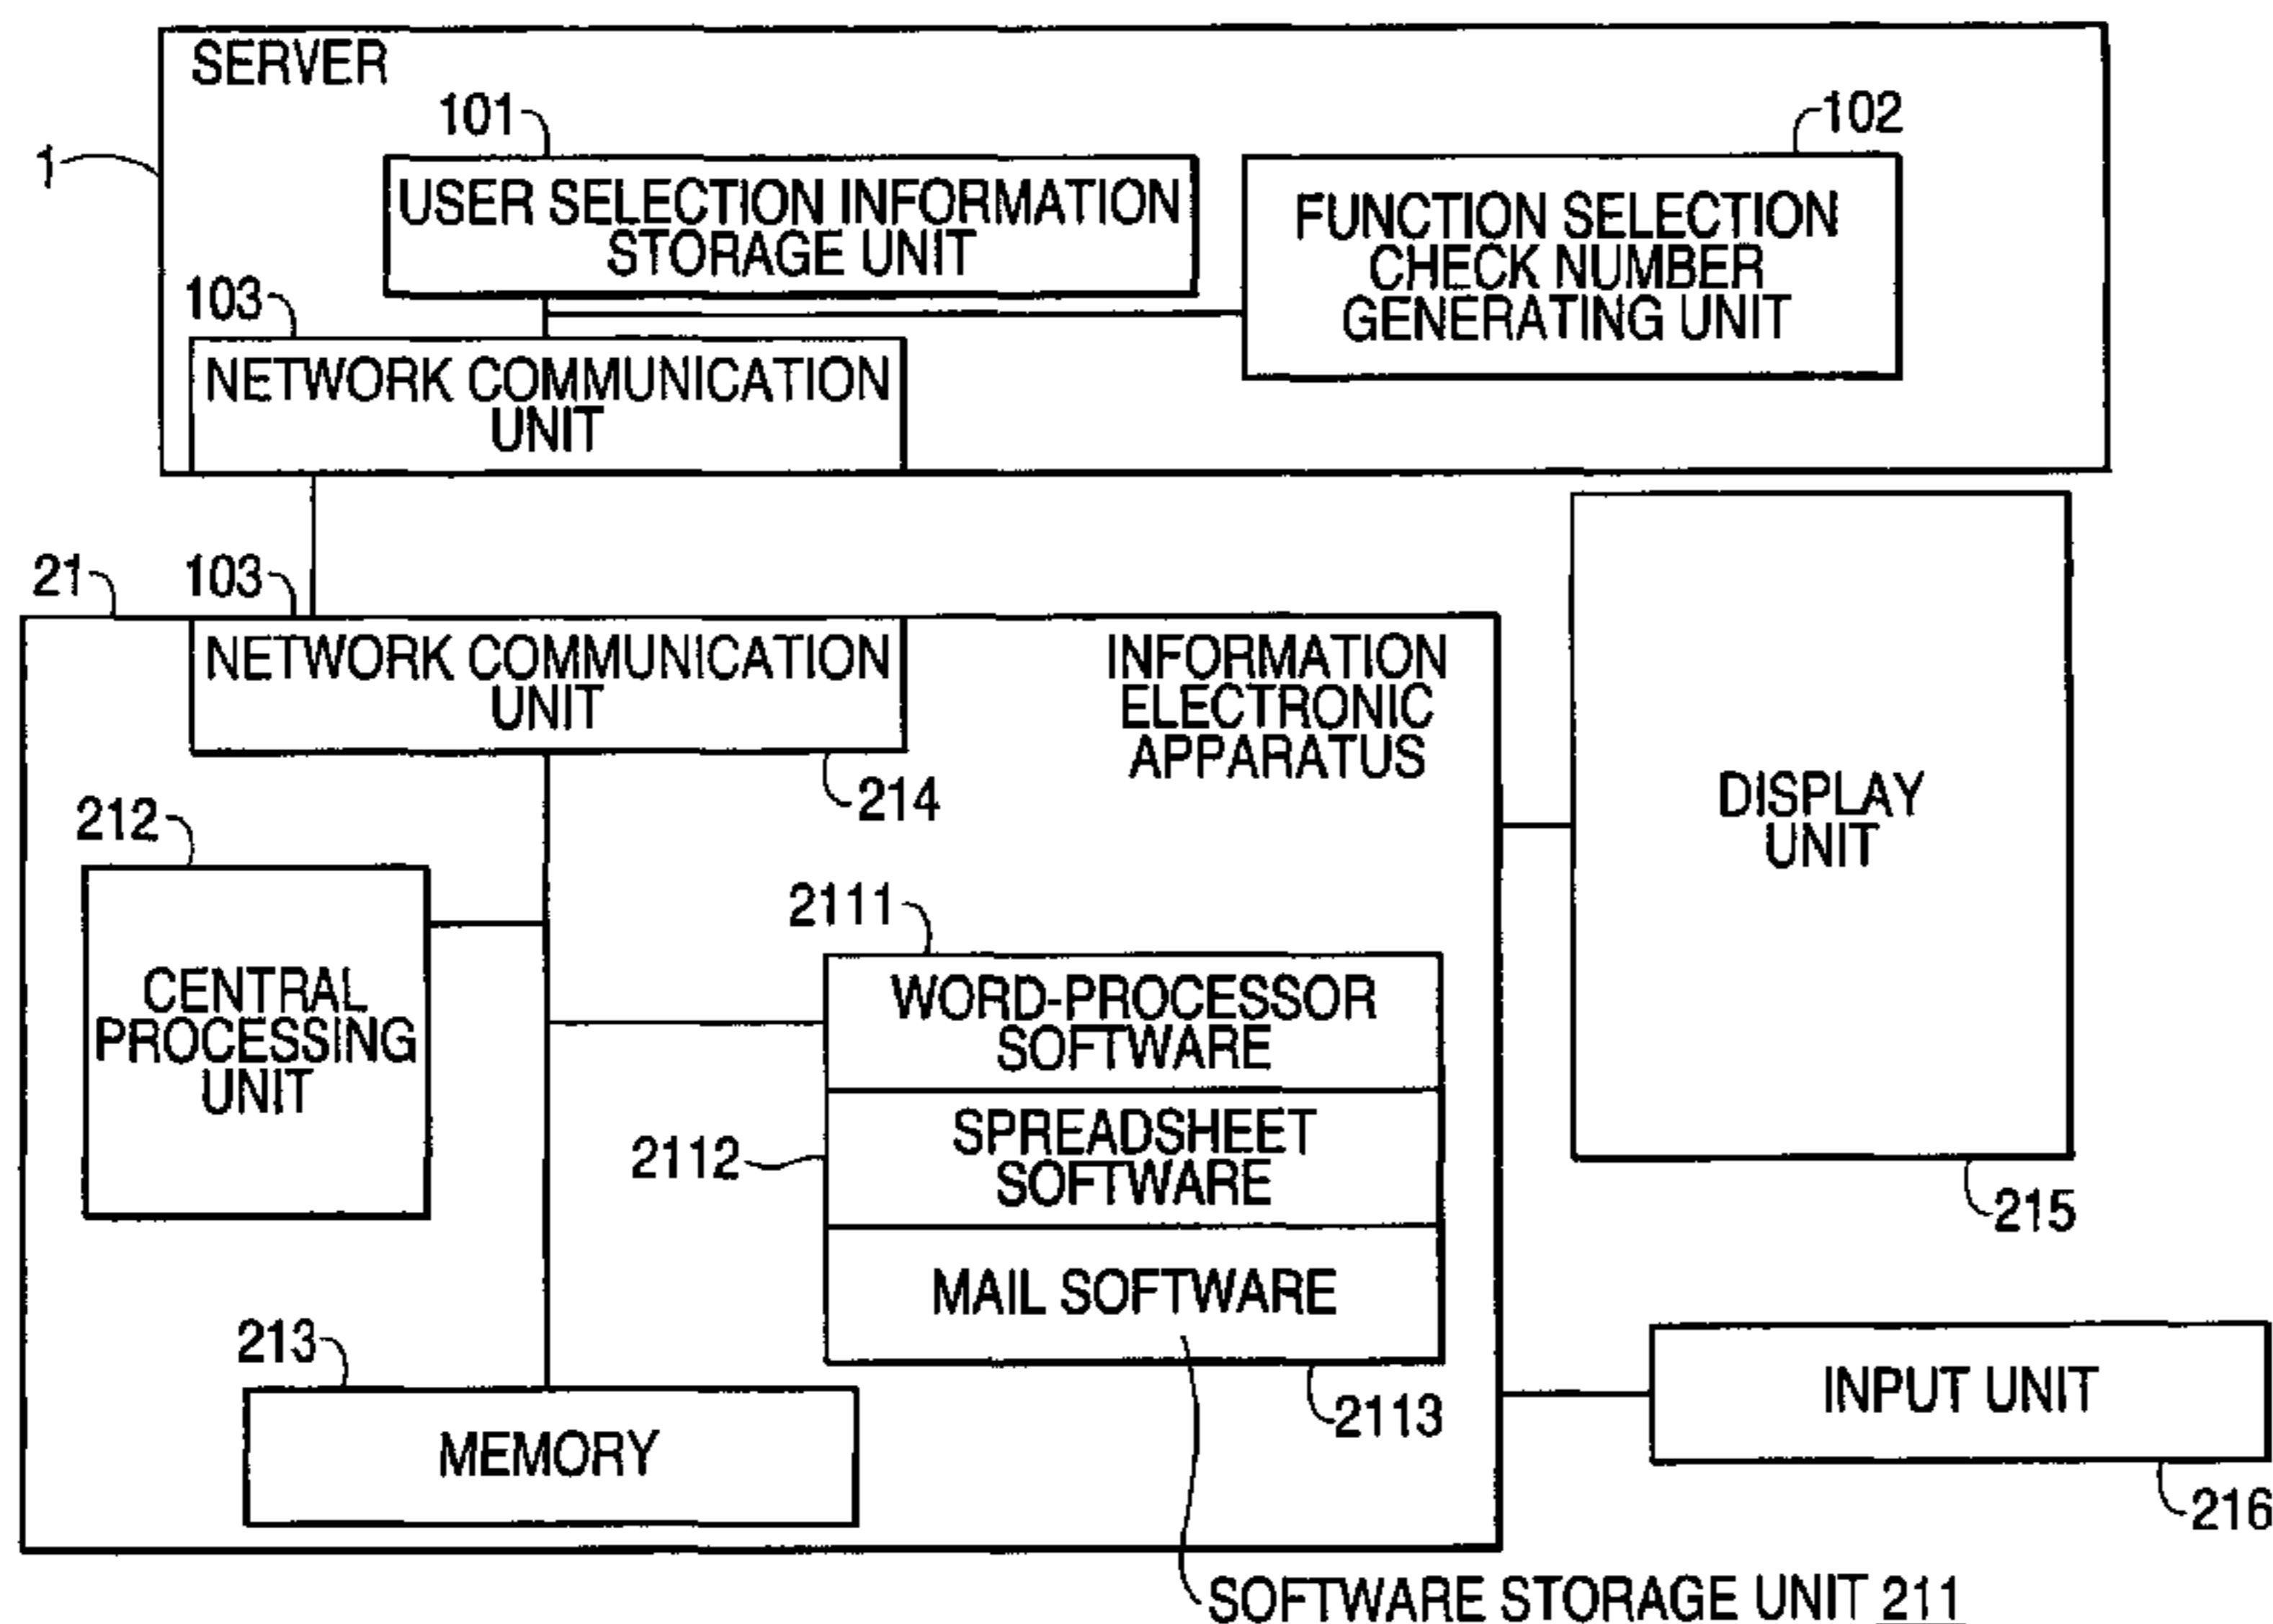 SERVER
101
102
1
USER SELECTION INFORMATION
STORAGE UNIT
FUNCTION SELECTION
CHECK NUMBER
GENERATING UNIT
103
NETWORK COMMUNICATION
UNIT
21
103
NETWORK COMMUNICATION
UNIT
INFORMATION
ELECTRONIC
APPARATUS
214
DISPLAY
UNIT
212
2111
CENTRAL
PROCESSING
UNIT
WORD-PROCESSOR
SOFTWARE
2112
SPREADSHEET
SOFTWARE
215
MAIL SOFTWARE
213
2113
INPUT UNIT
MEMORY
216
SOFTWARE STORAGE UNIT 211